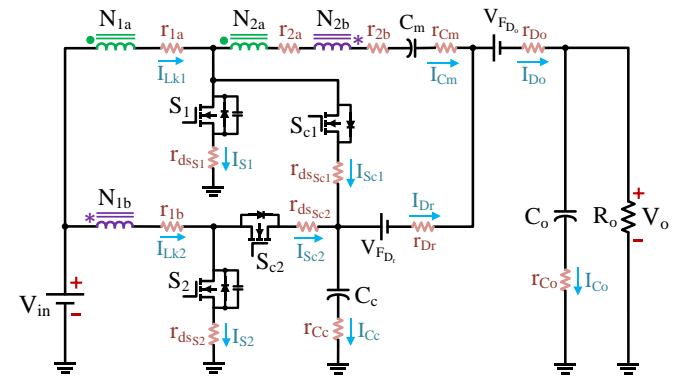 N1a r1a N2a r2a N2b r2b Cm rCm VFDo rDo
ILk1 ICm IDo
S1 Sc1
rdsS1 IS1 rdsSc1 ISc1
N1b r1b rdsSc2 IDr
* *
ILk2 Sc2 ISc2 VFDr rDr Co Ro + Vo -
S2 Cc
Vin + - rCo ICo
rdsS2 IS2 rCc ICc